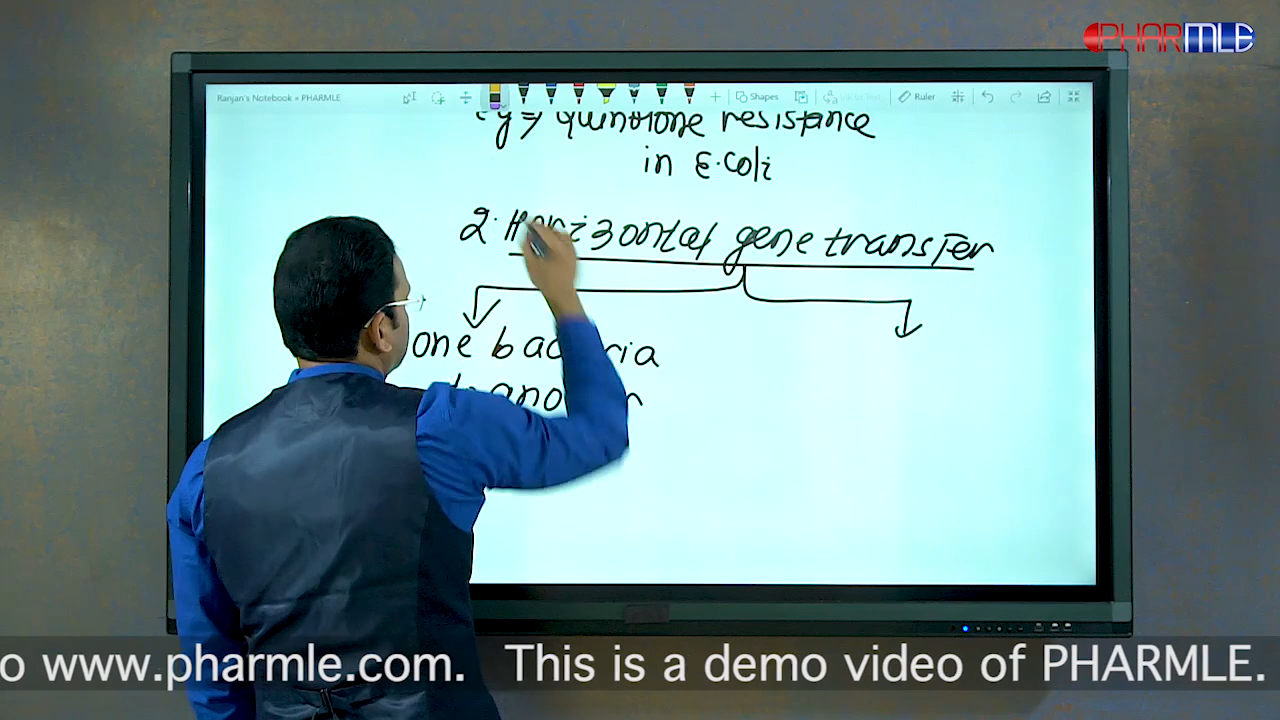 PHARMLE
Ranjan's Notebook » PHARMLE
Shapes
Ruler
resistance
in E.coli
2. Horizontal gene transfer
one bacteria
o www.pharmle.com. This is a demo video of PHARMLE.